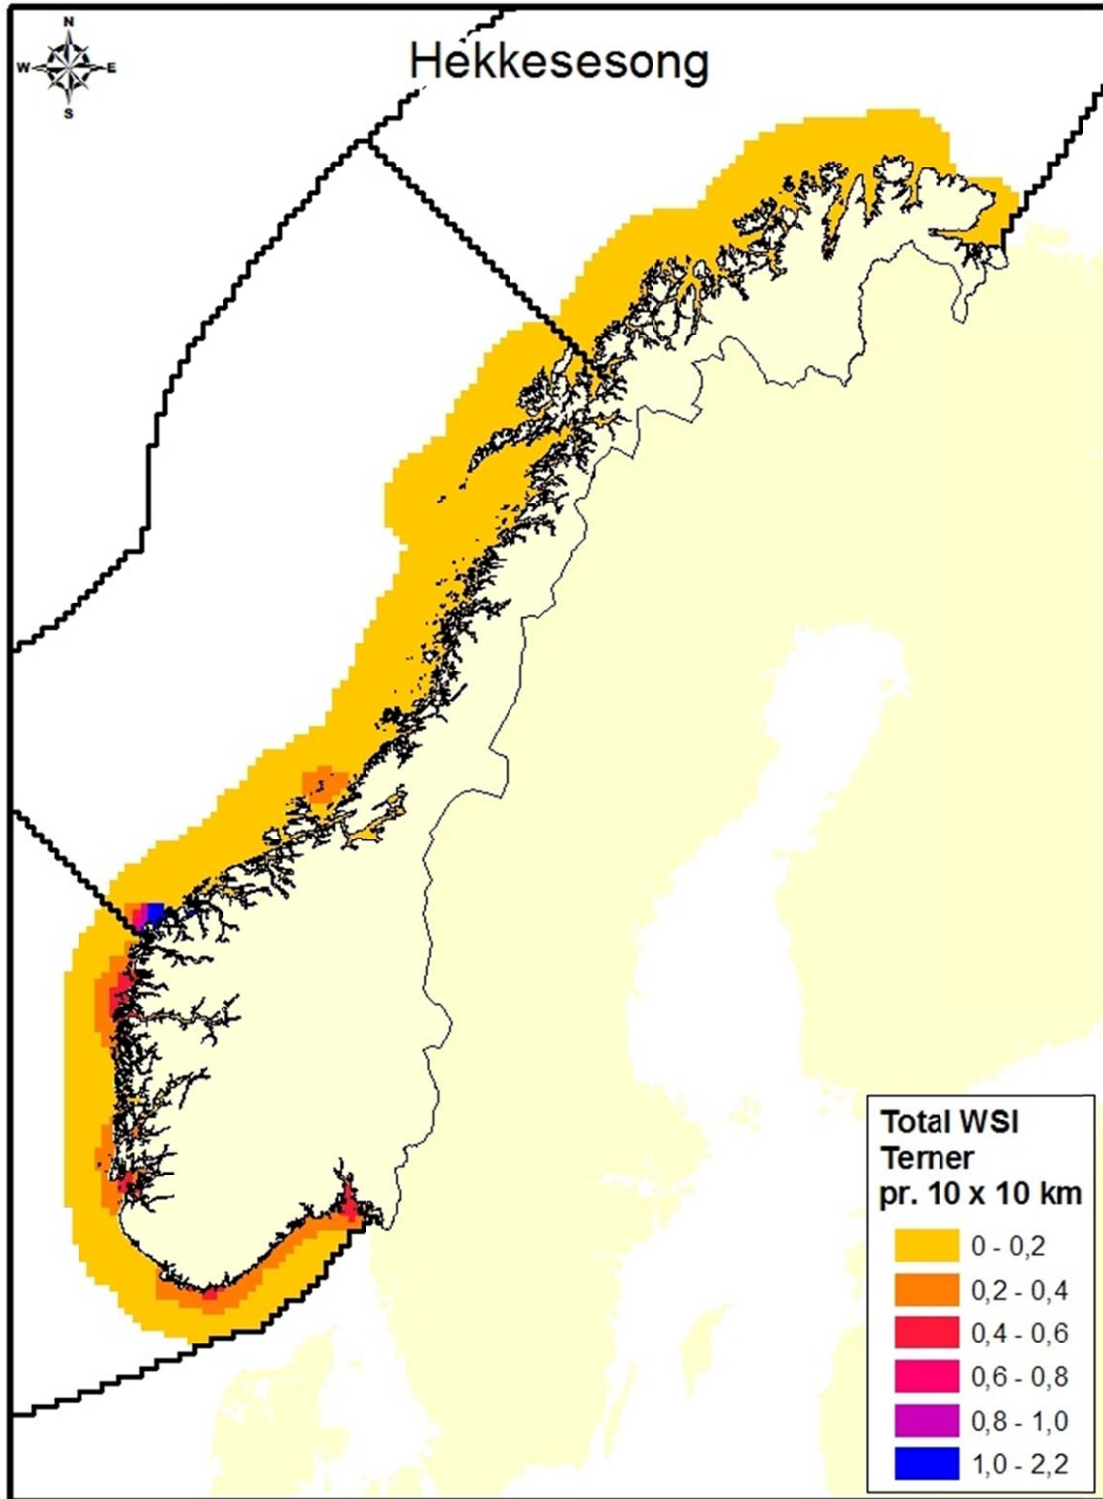 N
W E
S
Hekkesesong
Total WSI
Terner
pr. 10 x 10 km
0 - 0,2
0,2 - 0,4
0,4 - 0,6
0,6 - 0,8
0,8 - 1,0
1,0 - 2,2